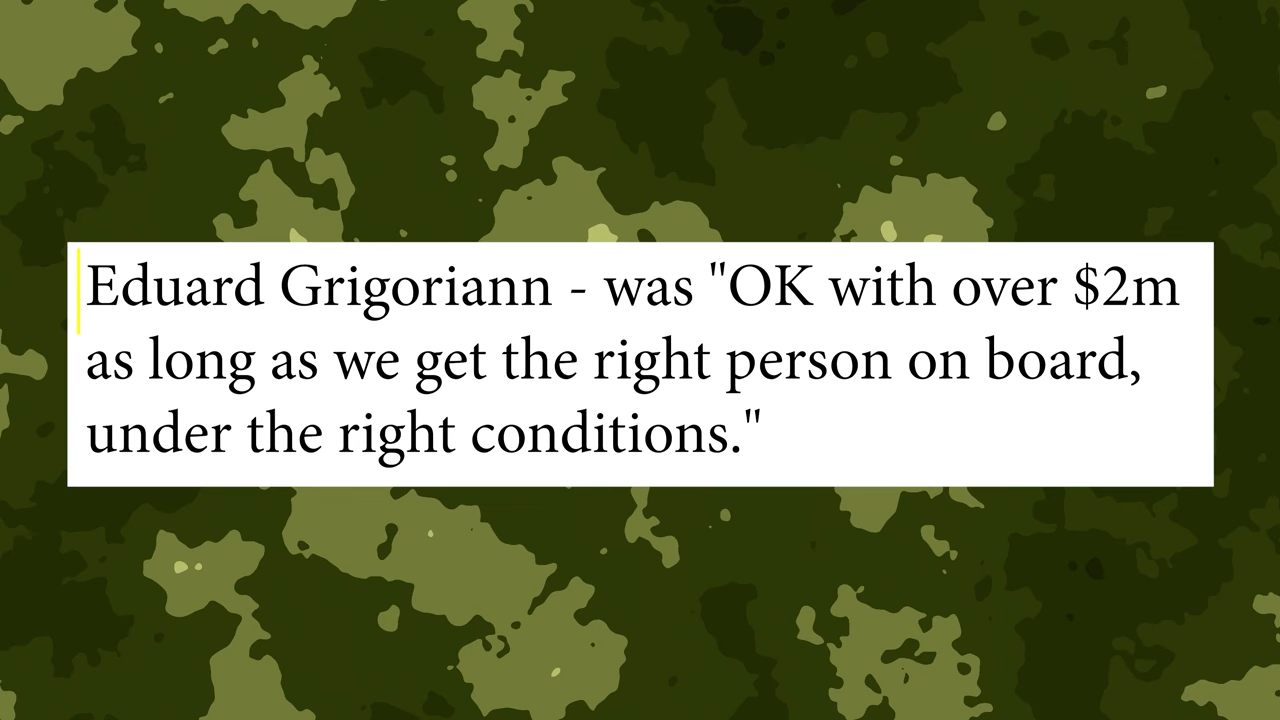 Eduard Grigoriann - was "OK with over $2m
as long as we get the right person on board,
under the right conditions."